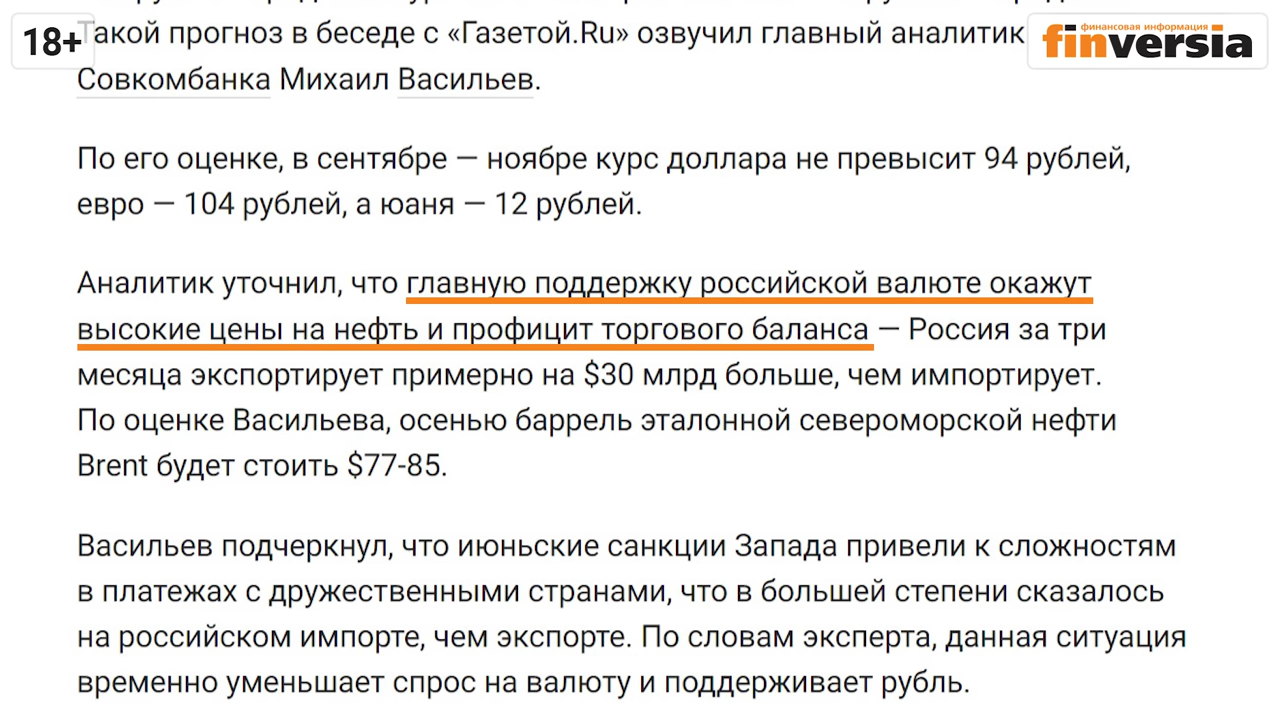 18+
финансовая информация
finversia
Такой прогноз в беседе с «Газетой.Ru» озвучил главный аналитик
Совкомбанка Михаил Васильев.
По его оценке, в сентябре — ноябре курс доллара не превысит 94 рублей,
евро — 104 рублей, а юаня — 12 рублей.
Аналитик уточнил, что главную поддержку российской валюте окажут
высокие цены на нефть и профицит торгового баланса — Россия за три
месяца экспортирует примерно на $30 млрд больше, чем импортирует.
По оценке Васильева, осенью баррель эталонной североморской нефти
Brent будет стоить $77-85.
Васильев подчеркнул, что июньские санкции Запада привели к сложностям
в платежах с дружественными странами, что в большей степени сказалось
на российском импорте, чем экспорте. По словам эксперта, данная ситуация
временно уменьшает спрос на валюту и поддерживает рубль.